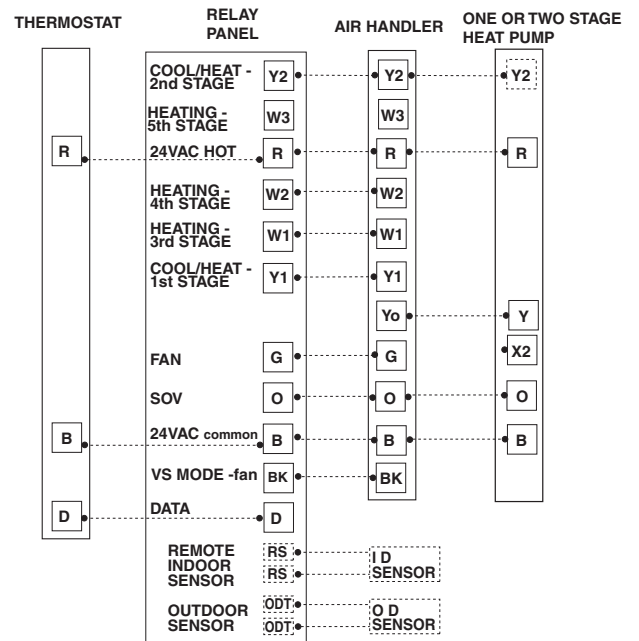 THERMOSTAT
RELAY
PANEL
AIR HANDLER
ONE OR TWO STAGE
HEAT PUMP
COOL/HEAT -
2nd STAGE
Y2
Y2
Y2
HEATING -
5th STAGE
W3
W3
R
24VAC HOT
R
R
R
HEATING -
4th STAGE
W2
W2
HEATING -
3rd STAGE
W1
W1
COOL/HEAT -
1st STAGE
Y1
Y1
Yo
Y
FAN
G
G
X2
SOV
O
O
O
B
24VAC common
B
B
B
VS MODE -fan
BK
BK
D
DATA
D
REMOTE
INDOOR
SENSOR
RS
RS
I D
SENSOR
OUTDOOR
SENSOR
ODT
ODT
O D
SENSOR